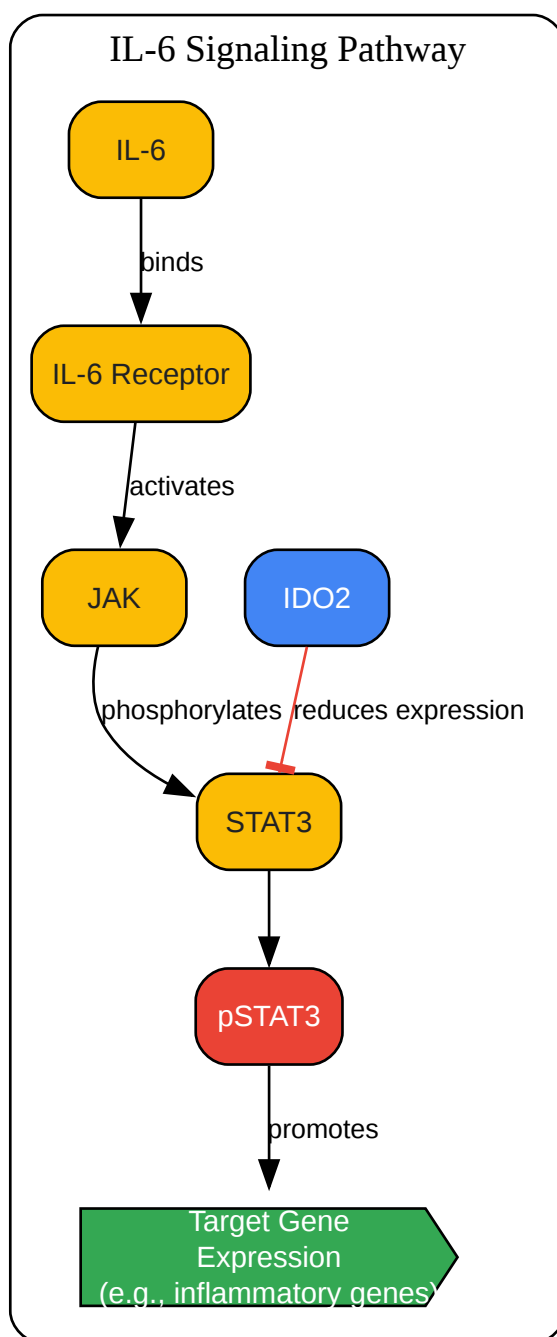 IL-6 Signaling Pathway
IL-6
binds
IL-6 Receptor
activates
JAK
IDO2
phosphorylates
reduces expression
STAT3
pSTAT3
promotes
Target Gene
Expression
(e.g., inflammatory genes)